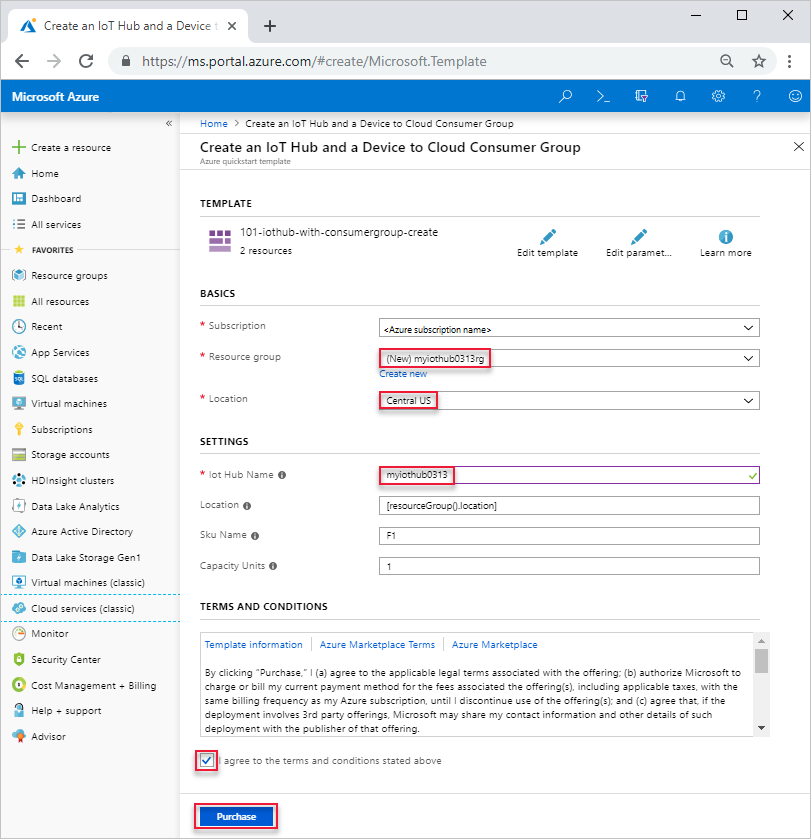 Create an IoT Hub and a Device t
https://ms.portal.azure.com/#create/Microsoft.Template
Microsoft Azure
Home > Create an IoT Hub and a Device to Cloud Consumer Group
Create an IoT Hub and a Device to Cloud Consumer Group
Azure quickstart template
Create a resource
Home
Dashboard
All services
FAVORITES
Resource groups
All resources
Recent
App Services
SQL databases
Virtual machines
Subscriptions
Storage accounts
HDInsight clusters
Data Lake Analytics
Azure Active Directory
Data Lake Storage Gen1
Virtual machines (classic)
Cloud services (classic)
Monitor
Security Center
Cost Management + Billing
Help + support
Advisor
TEMPLATE
101-iothub-with-consumergroup-create
2 resources
Edit template
Edit paramet...
Learn more
BASICS
* Subscription
<Azure subscription name>
* Resource group
(New) myiothub0313rg
Create new
* Location
Central US
SETTINGS
* Iot Hub Name
myiothub0313
Location
[resourceGroup().location]
Sku Name
F1
Capacity Units
1
TERMS AND CONDITIONS
Template information | Azure Marketplace Terms | Azure Marketplace
By clicking "Purchase," I (a) agree to the applicable legal terms associated with the offering; (b) authorize Microsoft to
charge or bill my current payment method for the fees associated the offering(s), including applicable taxes, with the
same billing frequency as my Azure subscription, until I discontinue use of the offering(s); and (c) agree that, if the
deployment involves 3rd party offerings, Microsoft may share my contact information and other details of such
deployment with the publisher of that offering.
I agree to the terms and conditions stated above
Purchase